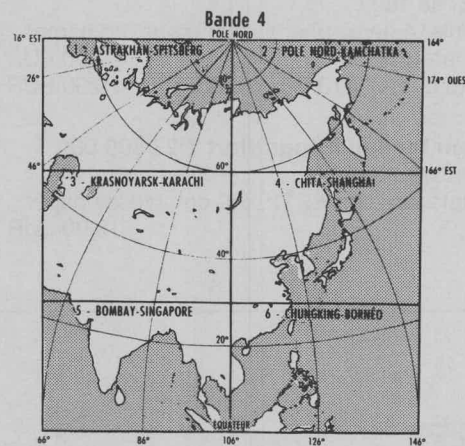 Bande 4
POLE NORD
16° EST
164°
1 - ASTRAKHAN-SPITSBERG
2 - POLE NORD-KAMCHATKA
26°
80°
174° OUES
46°
60°
166° EST
3 - KRASNOYARSK-KARACHI
4 - CHITA-SHANGHAI
40°
5 - BOMBAY-SINGAPORE
6 - CHUNGKING-BORNÉO
20°
EQUATEUR
66°
86°
106°
126°
146°